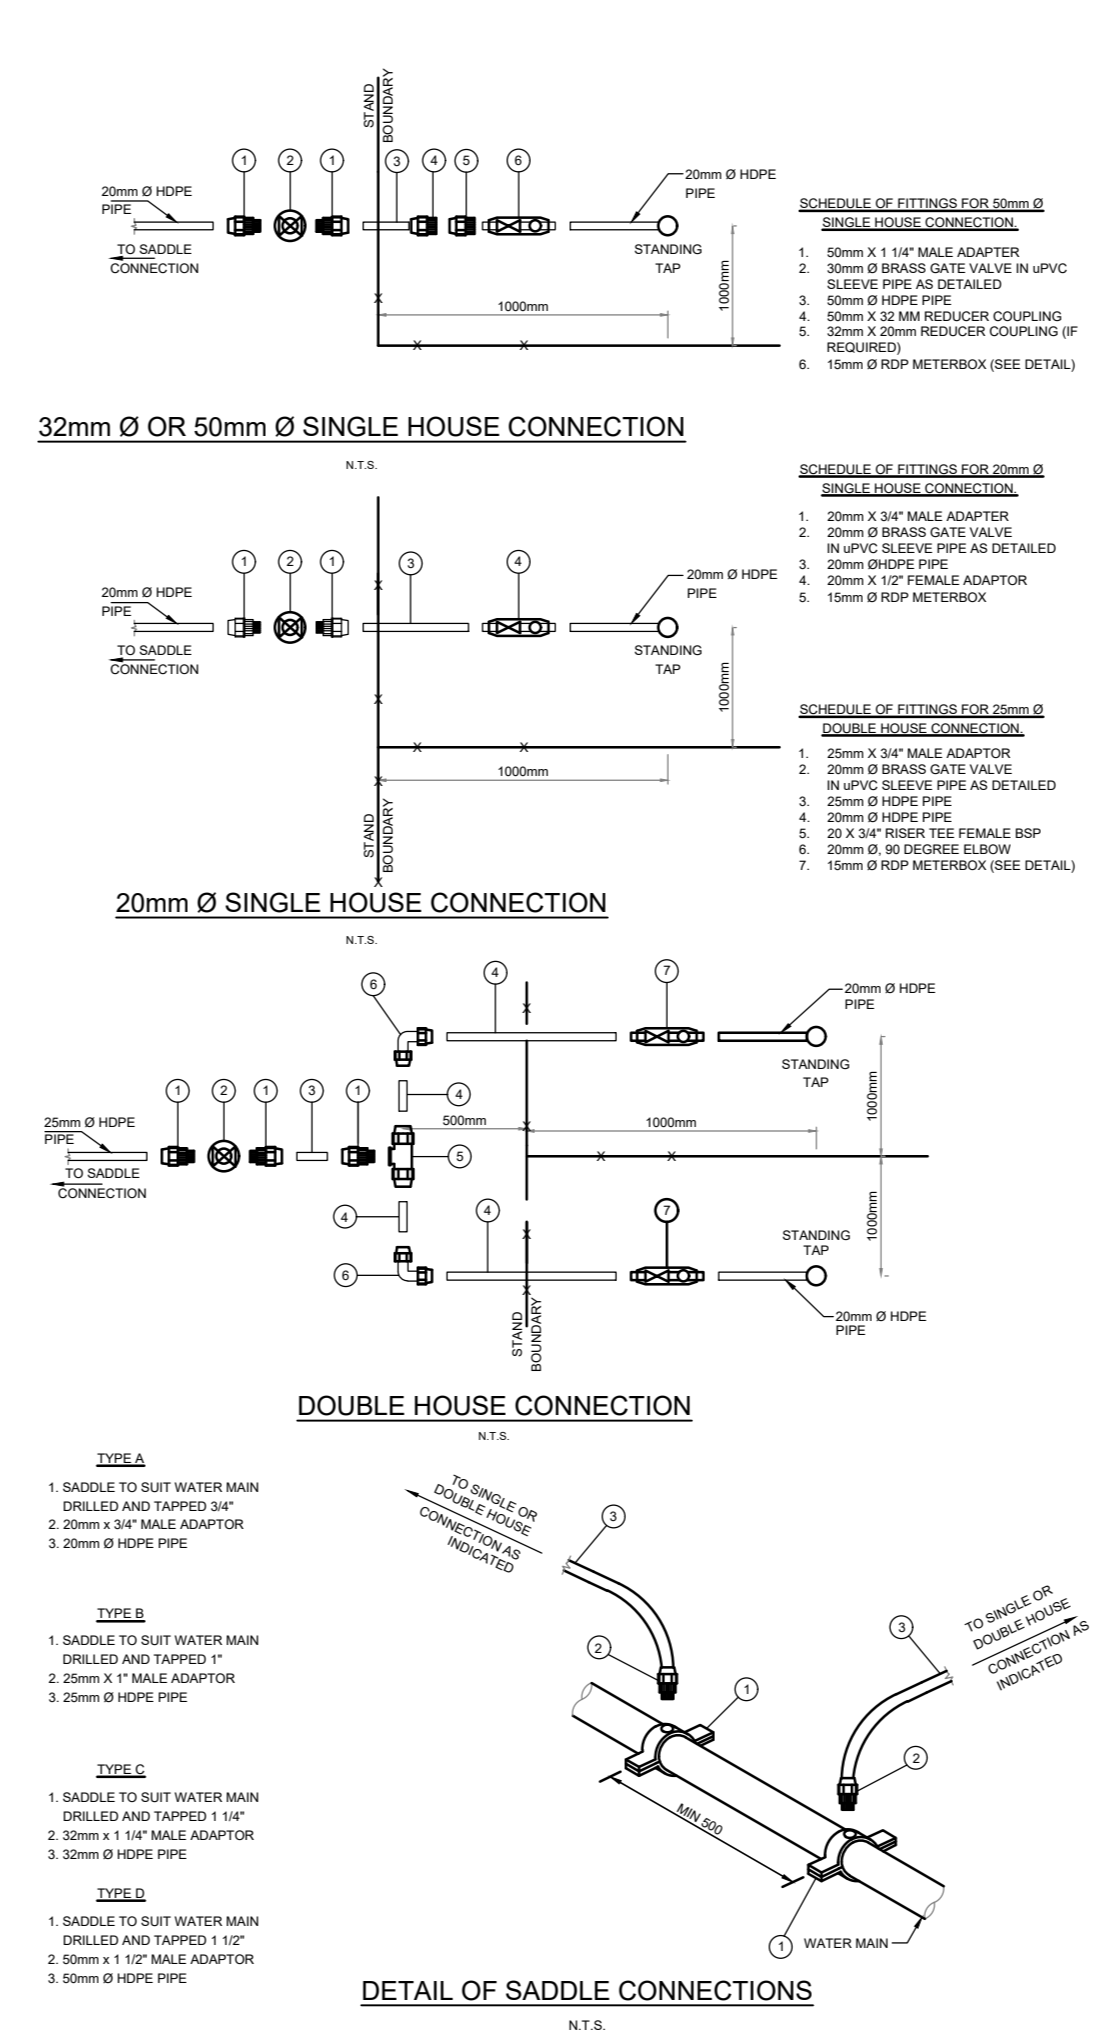 STAND
BOUNDARY
1
2
1
3
4
5
6
20mm Ø HDPE
PIPE
20mm Ø HDPE
PIPE
TO SADDLE
CONNECTION
STANDING
TAP
1000mm
1000mm
X
X
X
32mm Ø OR 50mm Ø SINGLE HOUSE CONNECTION
N.T.S.
SCHEDULE OF FITTINGS FOR 50mm Ø
SINGLE HOUSE CONNECTION.
1. 50mm X 1 1/4" MALE ADAPTER
2. 30mm Ø BRASS GATE VALVE IN uPVC
SLEEVE PIPE AS DETAILED
3. 50mm Ø HDPE PIPE
4. 50mm X 32 MM REDUCER COUPLING
5. 32mm X 20mm REDUCER COUPLING (IF
REQUIRED)
6. 15mm Ø RDP METERBOX (SEE DETAIL)
1
2
1
3
4
20mm Ø HDPE
PIPE
20mm Ø HDPE
PIPE
TO SADDLE
CONNECTION
STANDING
TAP
1000mm
1000mm
X
X
X
X
X
X
STAND
BOUNDARY
20mm Ø SINGLE HOUSE CONNECTION
N.T.S.
SCHEDULE OF FITTINGS FOR 20mm Ø
SINGLE HOUSE CONNECTION.
1. 20mm X 3/4" MALE ADAPTER
2. 20mm Ø BRASS GATE VALVE
IN uPVC SLEEVE PIPE AS DETAILED
3. 20mm ØHDPE PIPE
4. 20mm X 1/2" FEMALE ADAPTOR
5. 15mm Ø RDP METERBOX
SCHEDULE OF FITTINGS FOR 25mm Ø
DOUBLE HOUSE CONNECTION.
1. 25mm X 3/4" MALE ADAPTOR
2. 20mm Ø BRASS GATE VALVE
IN uPVC SLEEVE PIPE AS DETAILED
3. 25mm Ø HDPE PIPE
4. 20mm Ø HDPE PIPE
5. 20 X 3/4" RISER TEE FEMALE BSP
6. 20mm Ø, 90 DEGREE ELBOW
7. 15mm Ø RDP METERBOX (SEE DETAIL)
6
4
7
20mm Ø HDPE
PIPE
X
STANDING
TAP
1000mm
1
2
1
3
1
4
500mm
1000mm
X
25mm Ø HDPE
PIPE
TO SADDLE
CONNECTION
5
X
X
4
4
7
1000mm
X
STANDING
TAP
6
X
20mm Ø HDPE
PIPE
STAND
BOUNDARY
DOUBLE HOUSE CONNECTION
N.T.S.
TYPE A
1. SADDLE TO SUIT WATER MAIN
DRILLED AND TAPPED 3/4"
2. 20mm x 3/4" MALE ADAPTOR
3. 20mm Ø HDPE PIPE
TYPE B
1. SADDLE TO SUIT WATER MAIN
DRILLED AND TAPPED 1"
2. 25mm X 1" MALE ADAPTOR
3. 25mm Ø HDPE PIPE
TYPE C
1. SADDLE TO SUIT WATER MAIN
DRILLED AND TAPPED 1 1/4"
2. 32mm x 1 1/4" MALE ADAPTOR
3. 32mm Ø HDPE PIPE
TYPE D
1. SADDLE TO SUIT WATER MAIN
DRILLED AND TAPPED 1 1/2"
2. 50mm x 1 1/2" MALE ADAPTOR
3. 50mm Ø HDPE PIPE
TO SINGLE OR
DOUBLE HOUSE
CONNECTION AS
INDICATED
3
2
1
TO SINGLE OR
DOUBLE HOUSE
CONNECTION AS
INDICATED
3
2
MIN 500
1
WATER MAIN
DETAIL OF SADDLE CONNECTIONS
N.T.S.